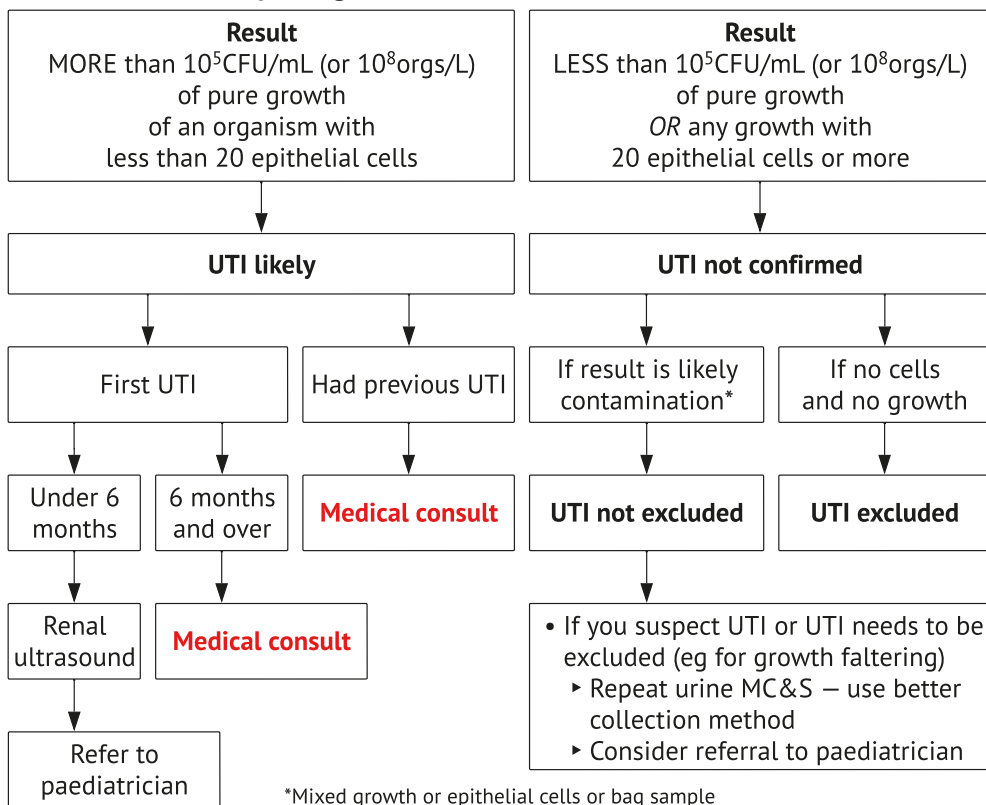 Result
MORE than 10⁵CFU/mL (or 10⁸orgs/L)
of pure growth
of an organism with
less than 20 epithelial cells
Result
LESS than 10⁵CFU/mL (or 10⁸orgs/L)
of pure growth
OR any growth with
20 epithelial cells or more
UTI likely
UTI not confirmed
First UTI
Had previous UTI
If result is likely
contamination*
If no cells
and no growth
Under 6
months
6 months
and over
Medical consult
UTI not excluded
UTI excluded
Renal
ultrasound
Medical consult
• If you suspect UTI or UTI needs to be
excluded (eg for growth faltering)
▸ Repeat urine MC&S — use better
collection method
▸ Consider referral to paediatrician
Refer to
paediatrician
*Mixed growth or epithelial cells or bag sample